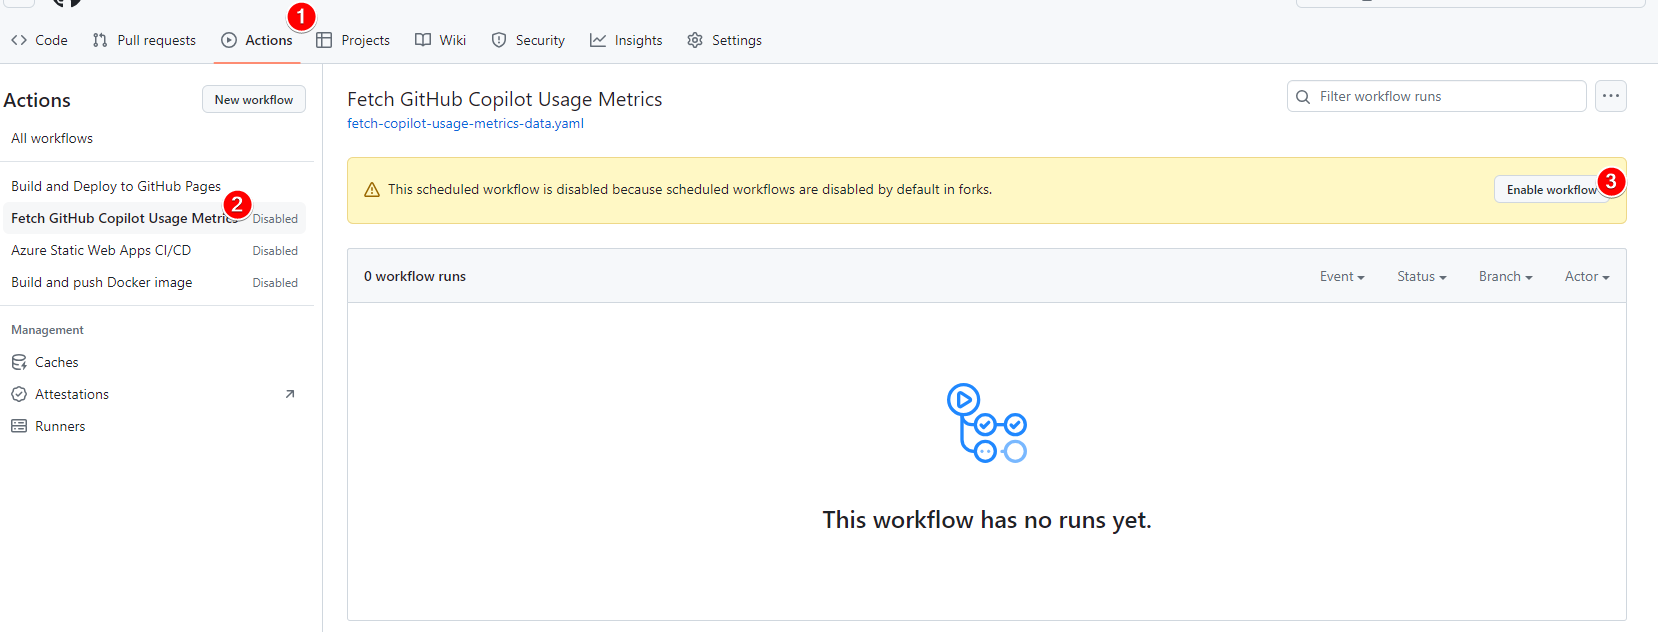 1
Code Pull requests Actions Projects Wiki Security Insights Settings
Actions
New workflow
All workflows
Build and Deploy to GitHub Pages
2
Fetch GitHub Copilot Usage Metrics Disabled
Azure Static Web Apps CI/CD Disabled
Build and push Docker image Disabled
Management
Caches
Attestations
Runners
Fetch GitHub Copilot Usage Metrics
fetch-copilot-usage-metrics-data.yaml
Filter workflow runs
This scheduled workflow is disabled because scheduled workflows are disabled by default in forks.
Enable workflow
3
0 workflow runs
Event Status Branch Actor
This workflow has no runs yet.